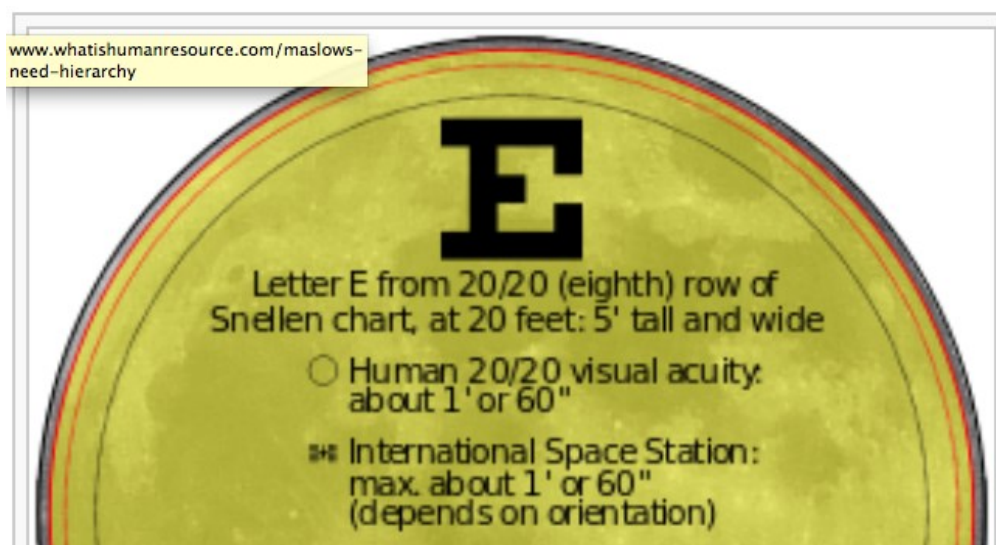 www.whatishumanresource.com/maslows-
need-hierarchy
E
Letter E from 20/20 (eighth) row of
Snellen chart, at 20 feet: 5' tall and wide
Human 20/20 visual acuity:
about 1' or 60"
International Space Station:
max. about 1' or 60"
(depends on orientation)